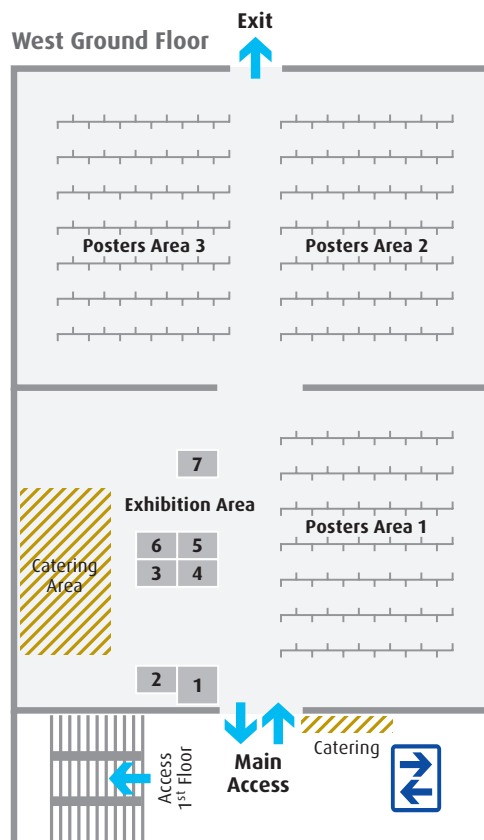 Exit
West Ground Floor
Posters Area 3
Posters Area 2
7
Exhibition Area
Posters Area 1
6
5
3
4
Catering
Area
2
1
Main
Access
Catering
Access
1st Floor